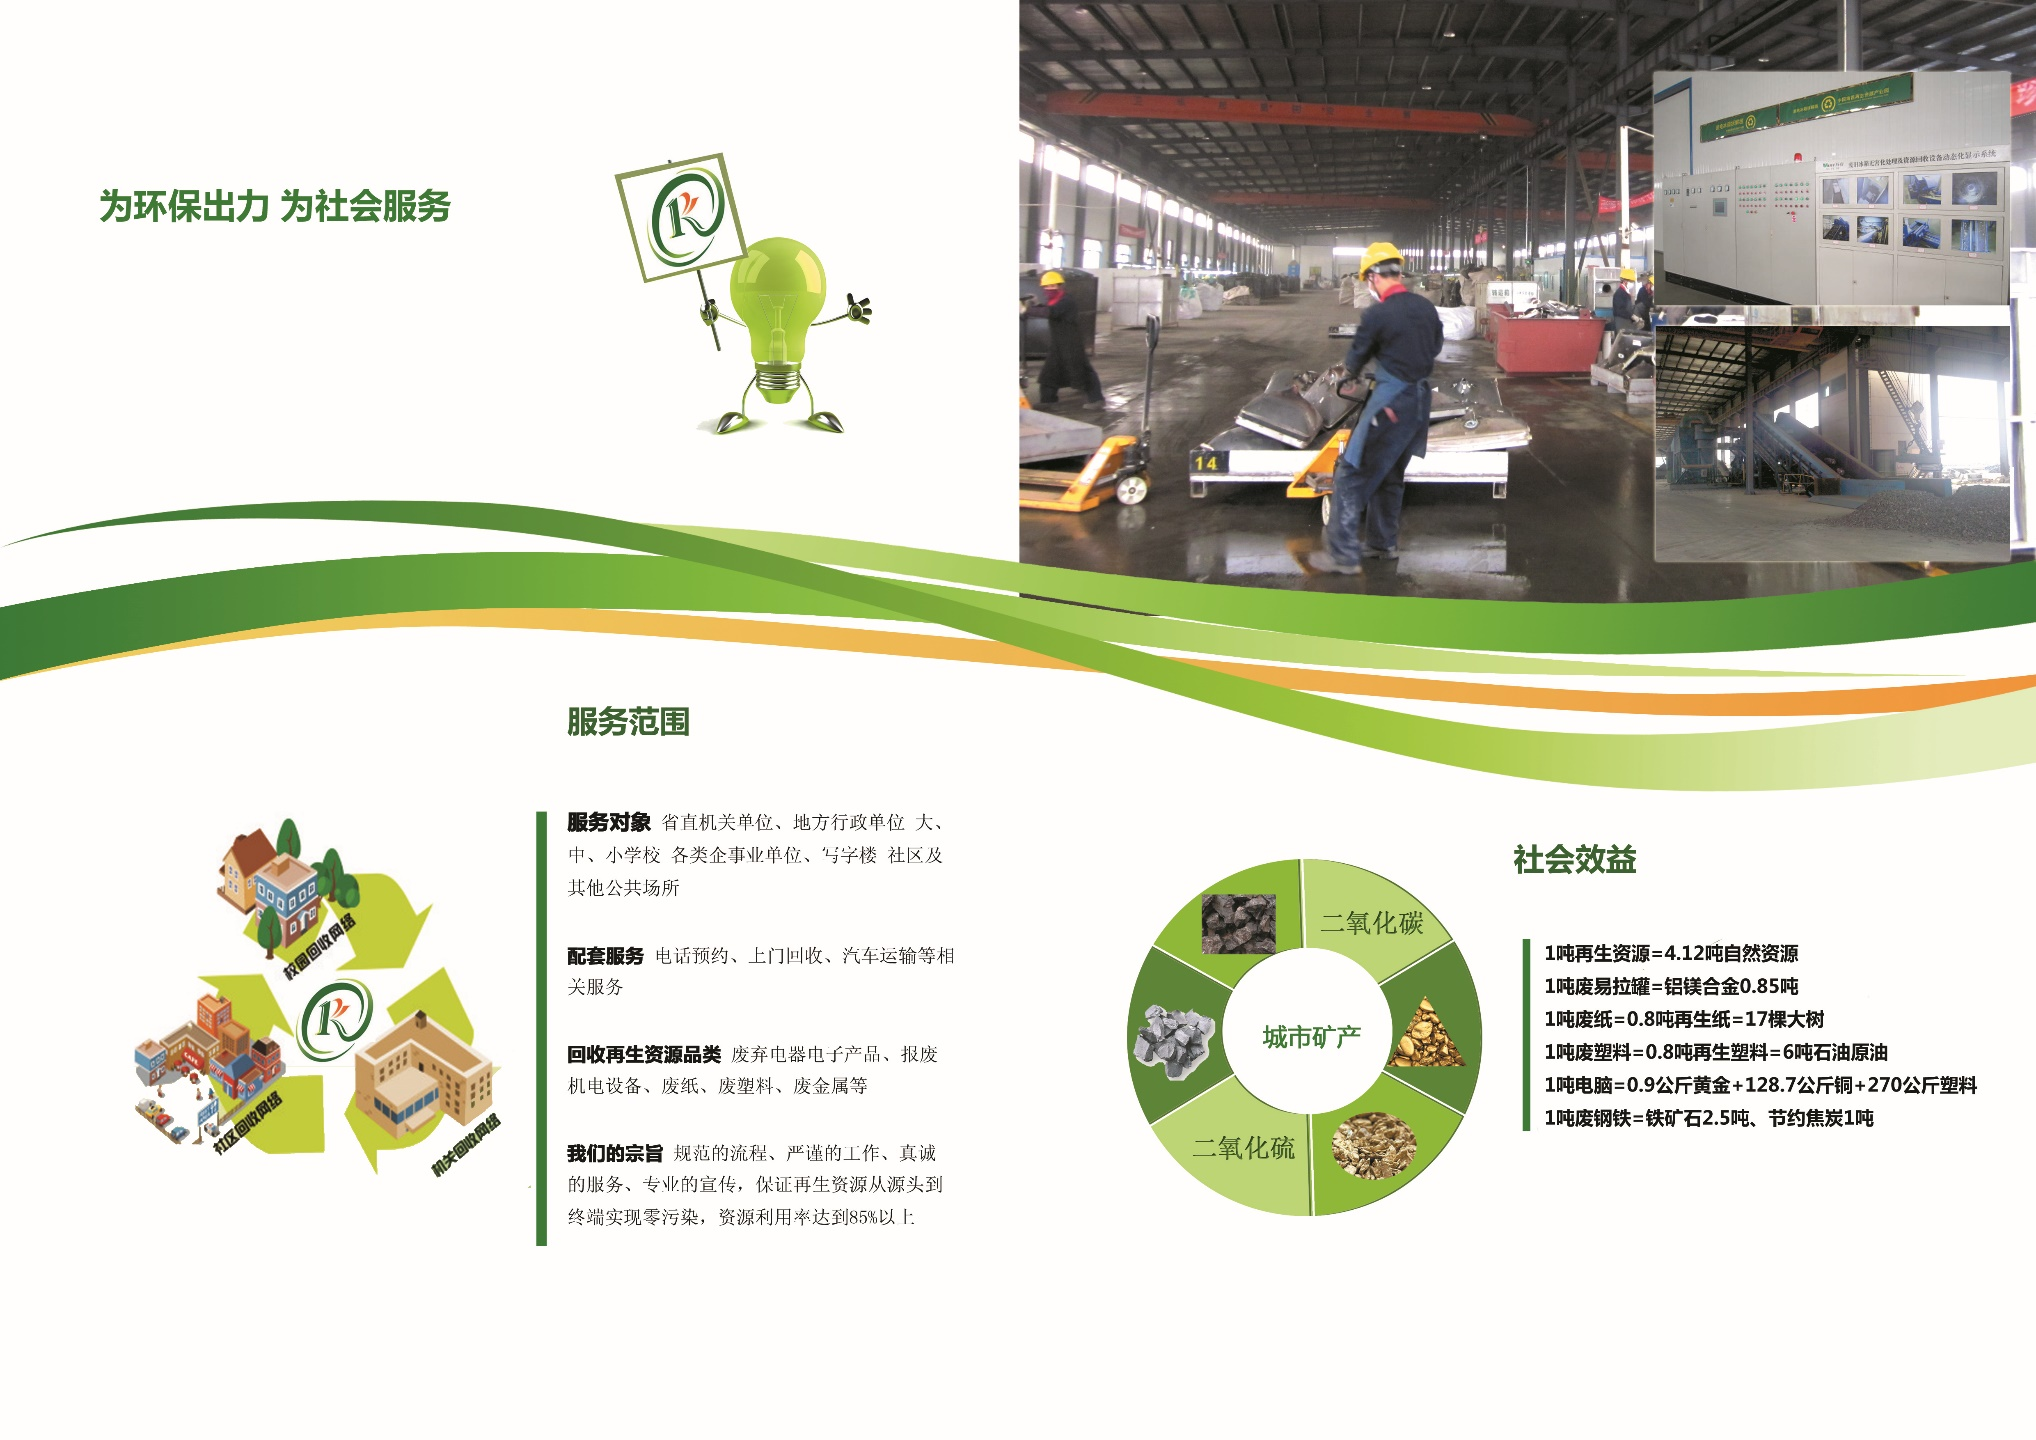 为环保出力 为社会服务
14
服务范围
服务对象 省直机关单位、地方行政单位 大、
中、小学校 各类企事业单位、写字楼 社区及
其他公共场所
配套服务 电话预约、上门回收、汽车运输等相
关服务
回收再生资源品类 废弃电器电子产品、报废
机电设备、废纸、废塑料、废金属等
我们的宗旨 规范的流程、严谨的工作、真诚
的服务、专业的宣传，保证再生资源从源头到
终端实现零污染，资源利用率达到85%以上
校园回收网络
社区回收网络
机关回收网络
二氧化碳
城市矿产
二氧化硫
社会效益
1吨再生资源=4.12吨自然资源
1吨废易拉罐=铝镁合金0.85吨
1吨废纸=0.8吨再生纸=17棵大树
1吨废塑料=0.8吨再生塑料=6吨石油原油
1吨电脑=0.9公斤黄金+128.7公斤铜+270公斤塑料
1吨废钢铁=铁矿石2.5吨、节约焦炭1吨